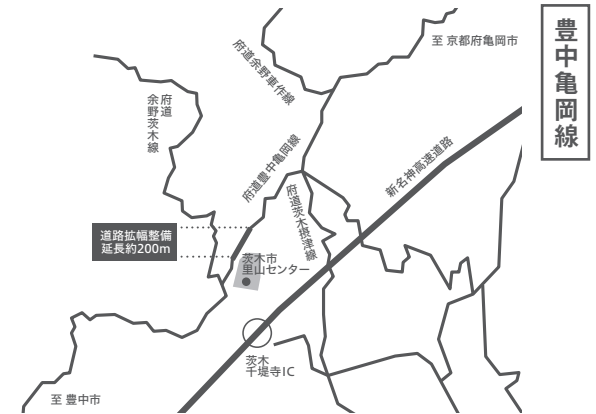 豊中亀岡線
至 京都府亀岡市
府道余野車作線
府道
余野茨木線
府道豊中亀岡線
新名神高速道路
府道茨木摂津線
道路拡幅整備
延長約200m
茨木市
里山センター
茨木
千提寺IC
至 豊中市